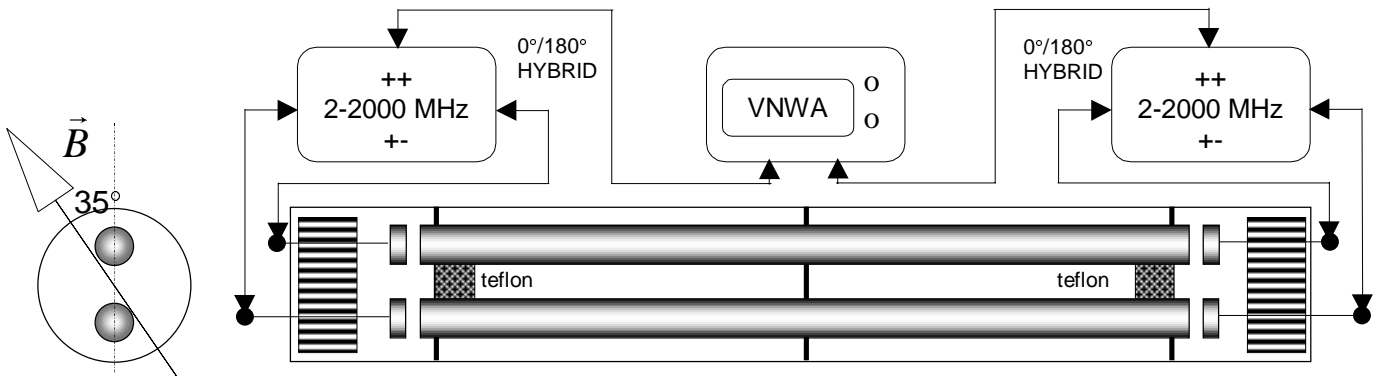 0°/180°
HYBRID
++
2-2000 MHz
+-
VNWA
o
o
0°/180°
HYBRID
++
2-2000 MHz
+-
B⃗
35°
teflon
teflon